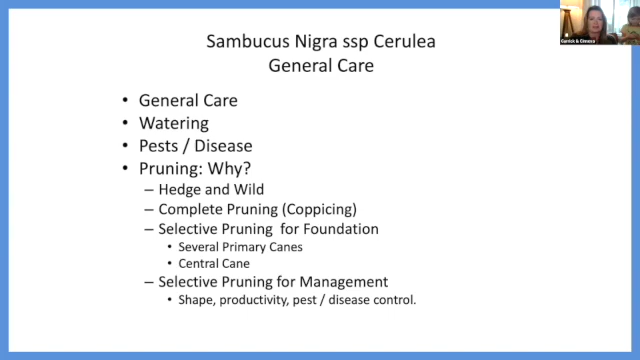 Sambucus Nigra ssp Cerulea
General Care
• General Care
• Watering
• Pests / Disease
• Pruning: Why?
– Hedge and Wild
– Complete Pruning (Coppicing)
– Selective Pruning for Foundation
• Several Primary Canes
• Central Cane
– Selective Pruning for Management
• Shape, productivity, pest / disease control.